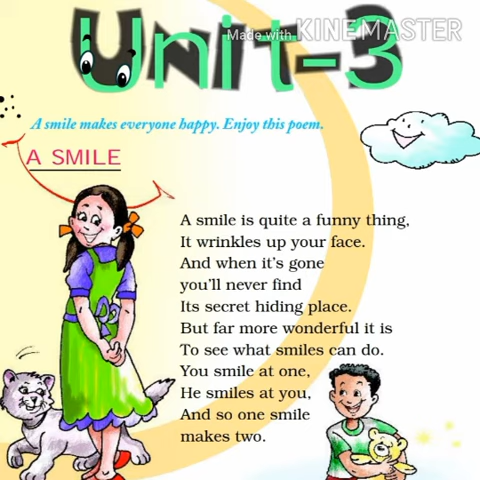 Unit-3
Made with KINEMASTER
A smile makes everyone happy. Enjoy this poem.
A SMILE
A smile is quite a funny thing,
It wrinkles up your face.
And when it's gone
you'll never find
Its secret hiding place.
But far more wonderful it is
To see what smiles can do.
You smile at one,
He smiles at you,
And so one smile
makes two.